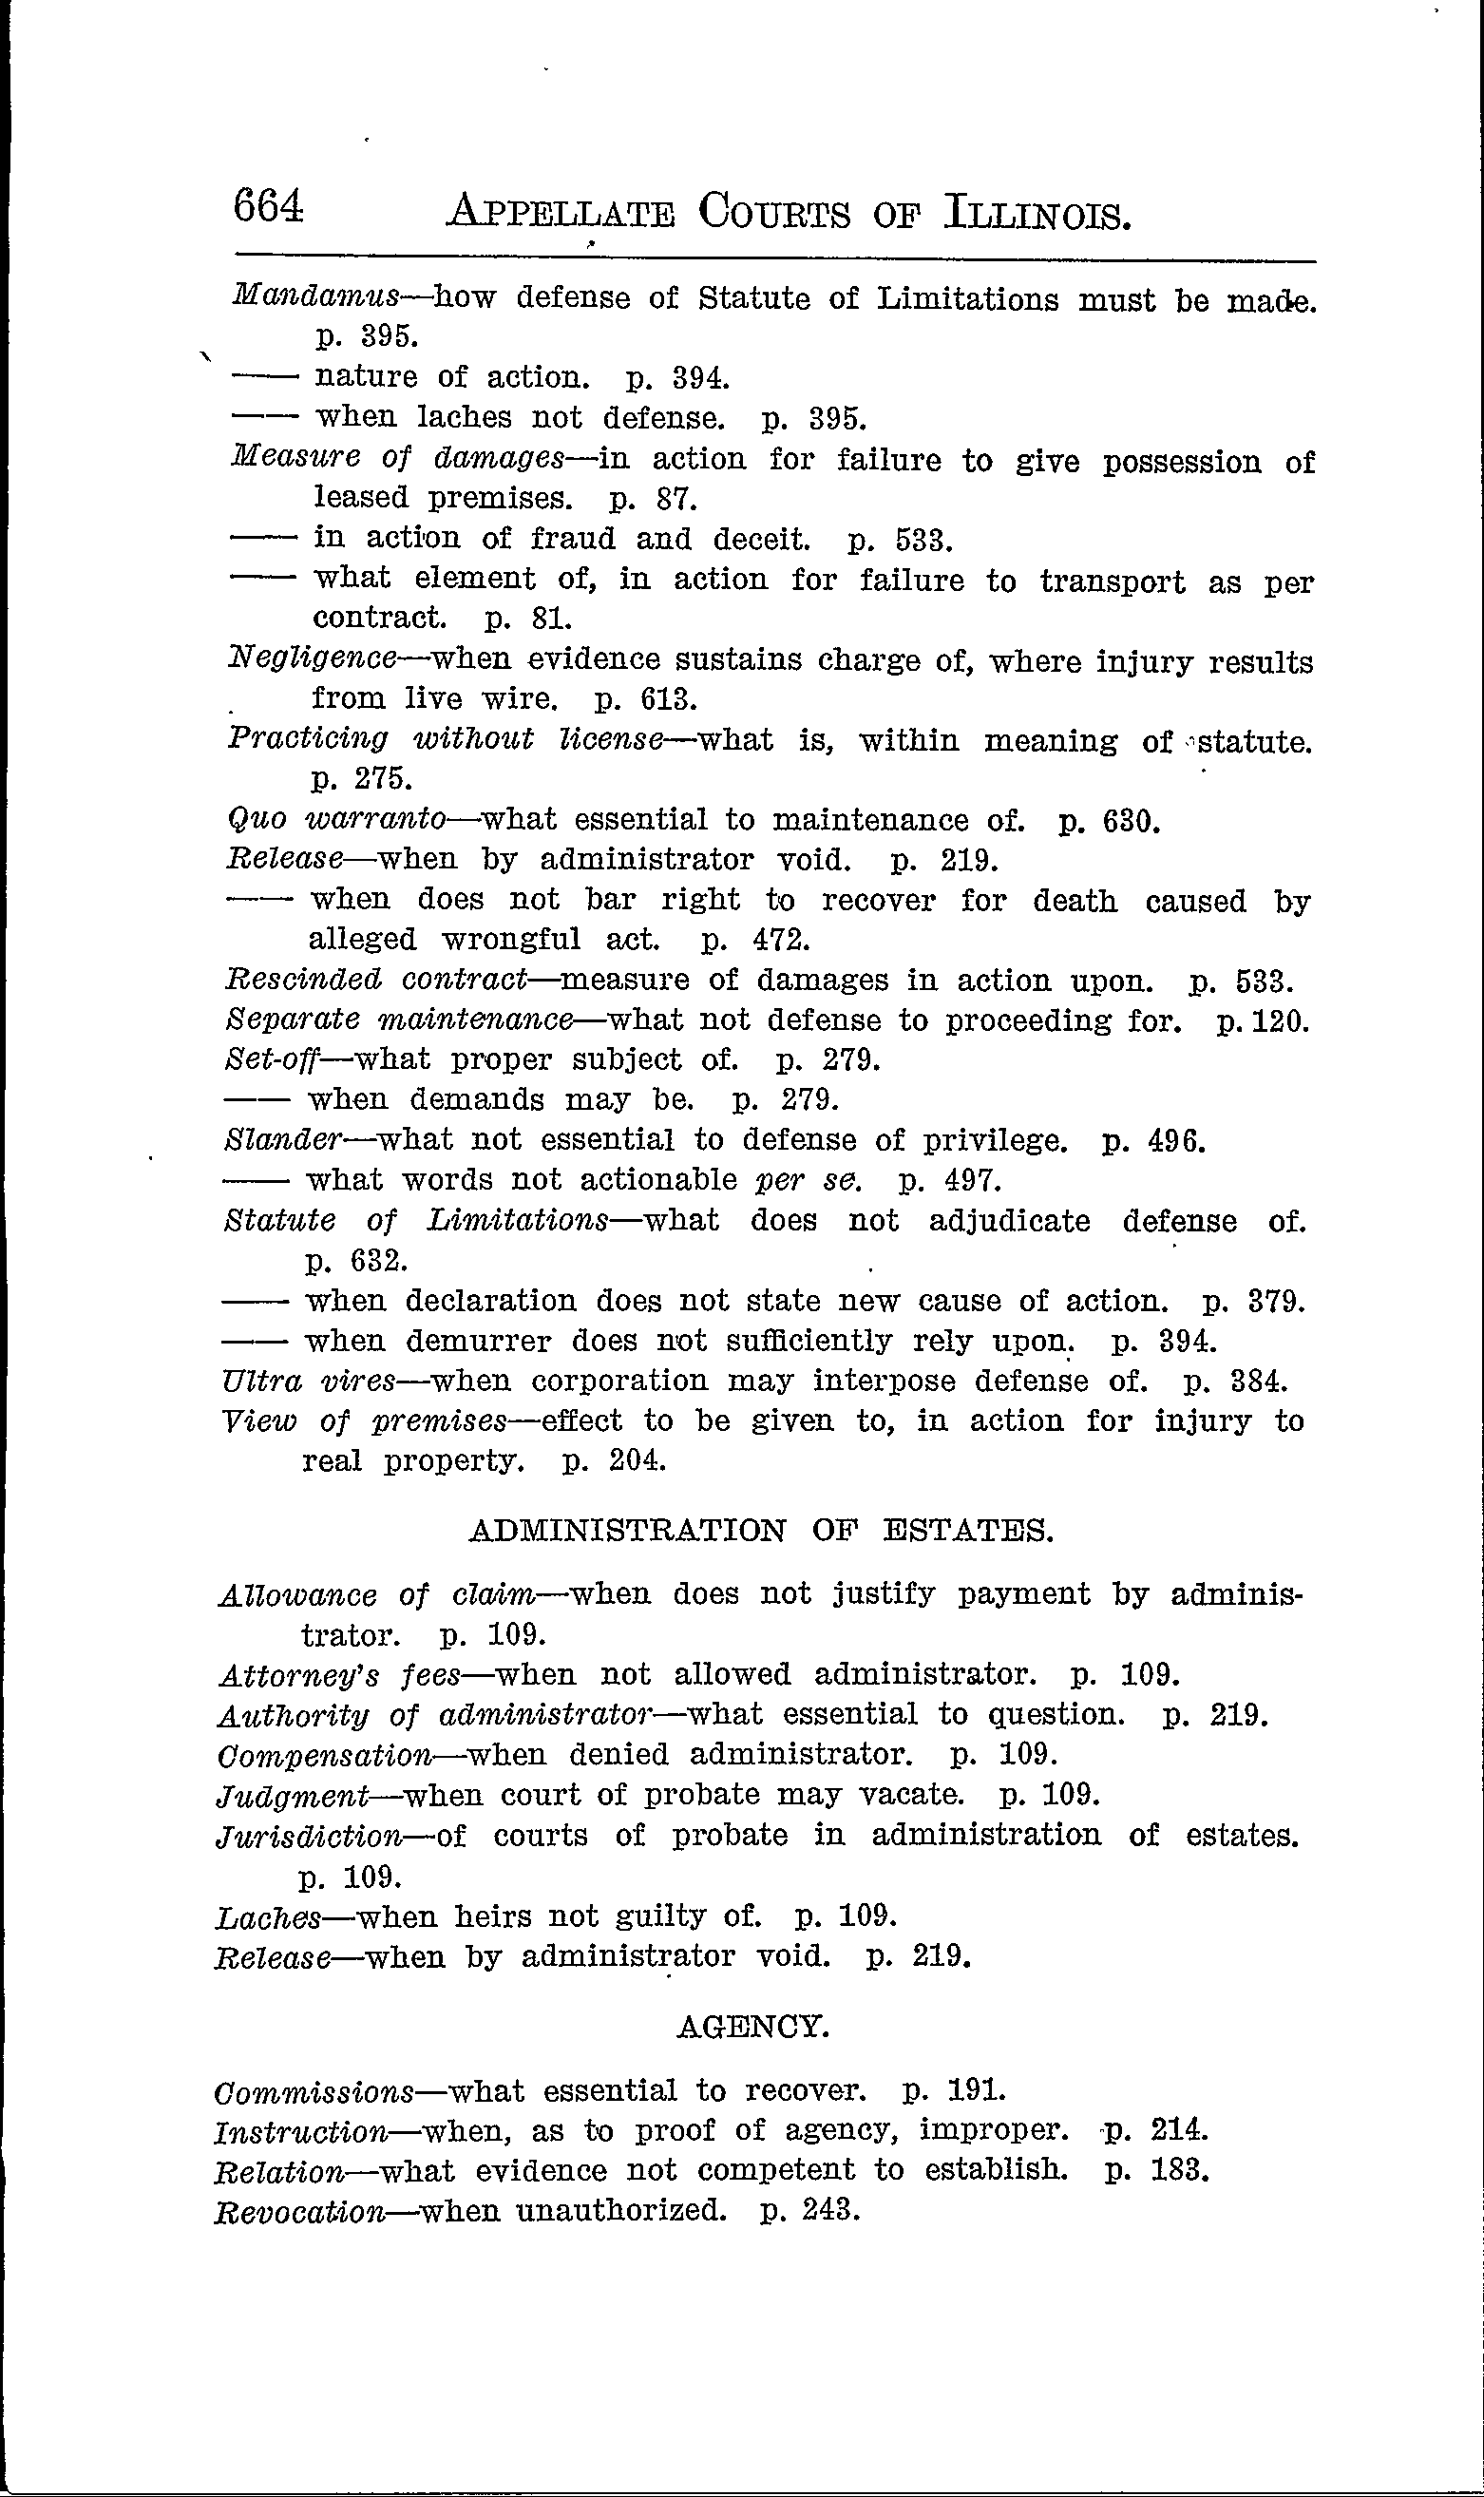 664 APPELLATE COURTS OF ILLINOIS.
Mandamus—how defense of Statute of Limitations must be made.
p. 395.
—— nature of action. p. 394.
—— when laches not defense. p. 395.
Measure of damages—in action for failure to give possession of
leased premises. p. 87.
—— in action of fraud and deceit. p. 533.
—— what element of, in action for failure to transport as per
contract. p. 81.
Negligence—when evidence sustains charge of, where injury results
from live wire. p. 613.
Practicing without license—what is, within meaning of statute.
p. 275.
Quo warranto—what essential to maintenance of. p. 630.
Release—when by administrator void. p. 219.
—— when does not bar right to recover for death caused by
alleged wrongful act. p. 472.
Rescinded contract—measure of damages in action upon. p. 533.
Separate maintenance—what not defense to proceeding for. p. 120.
Set-off—what proper subject of. p. 279.
—— when demands may be. p. 279.
Slander—what not essential to defense of privilege. p. 496.
—— what words not actionable per se. p. 497.
Statute of Limitations—what does not adjudicate defense of.
p. 632.
—— when declaration does not state new cause of action. p. 379.
—— when demurrer does not sufficiently rely upon. p. 394.
Ultra vires—when corporation may interpose defense of. p. 384.
View of premises—effect to be given to, in action for injury to
real property. p. 204.
ADMINISTRATION OF ESTATES.
Allowance of claim—when does not justify payment by adminis-
trator. p. 109.
Attorney's fees—when not allowed administrator. p. 109.
Authority of administrator—what essential to question. p. 219.
Compensation—when denied administrator. p. 109.
Judgment—when court of probate may vacate. p. 109.
Jurisdiction—of courts of probate in administration of estates.
p. 109.
Laches—when heirs not guilty of. p. 109.
Release—when by administrator void. p. 219.
AGENCY.
Commissions—what essential to recover. p. 191.
Instruction—when, as to proof of agency, improper. p. 214.
Relation—what evidence not competent to establish. p. 183.
Revocation—when unauthorized. p. 243.